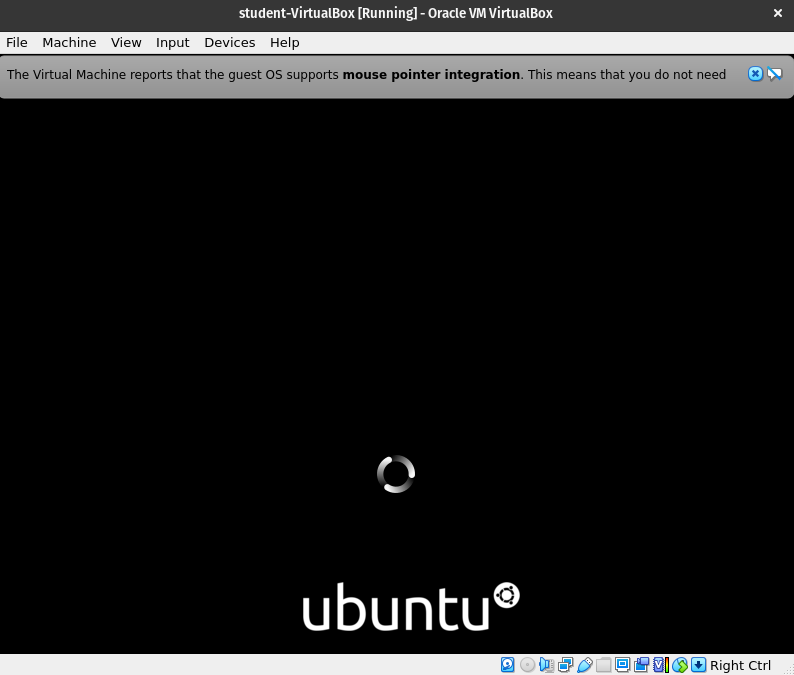 student-VirtualBox [Running] - Oracle VM VirtualBox
File Machine View Input Devices Help
The Virtual Machine reports that the guest OS supports mouse pointer integration. This means that you do not need
ubuntu
Right Ctrl